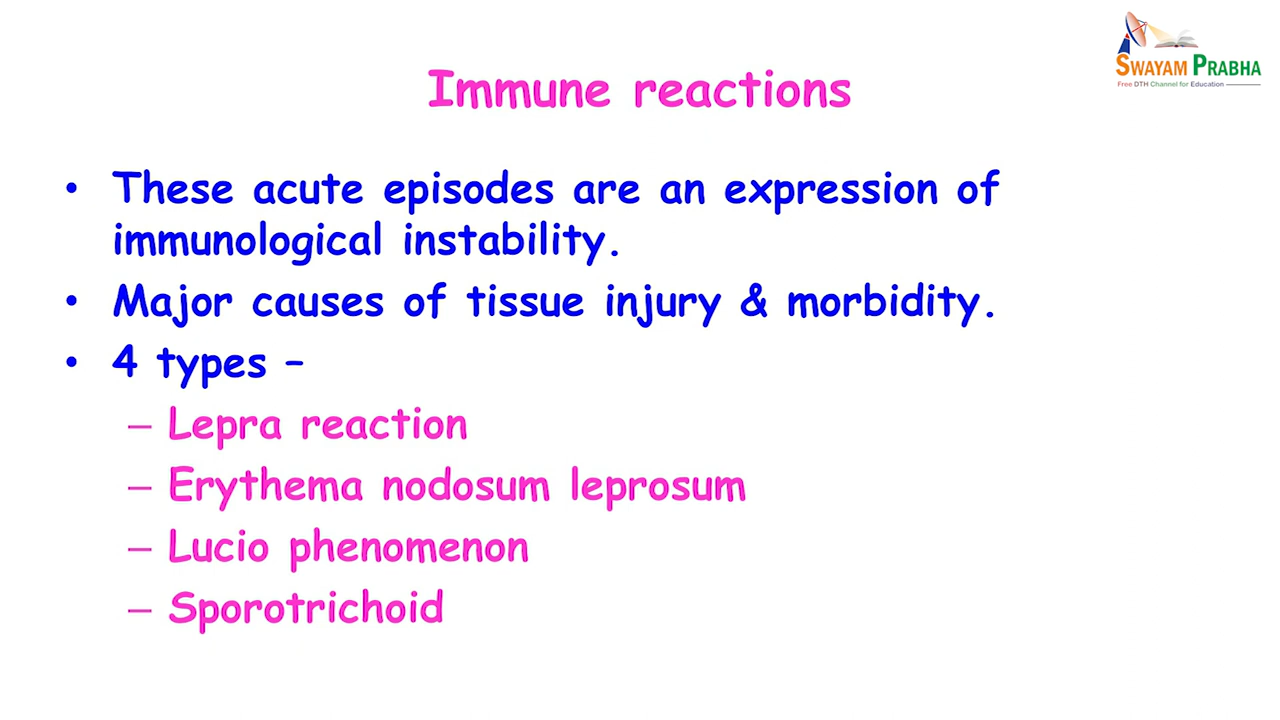 SWAYAM PRABHA
Free DTH Channel for Education
Immune reactions
• These acute episodes are an expression of
immunological instability.
• Major causes of tissue injury & morbidity.
• 4 types –
– Lepra reaction
– Erythema nodosum leprosum
– Lucio phenomenon
– Sporotrichoid